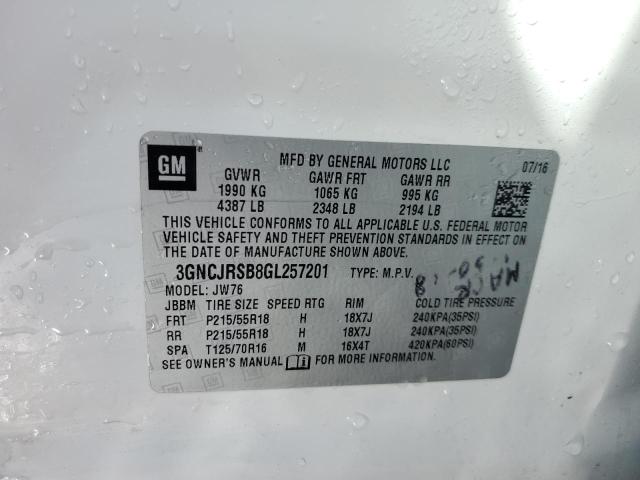 GM
MFD BY GENERAL MOTORS LLC 07/16
GVWR GAWR FRT GAWR RR
1990 KG 1065 KG 995 KG
4387 LB 2348 LB 2194 LB
THIS VEHICLE CONFORMS TO ALL APPLICABLE U.S. FEDERAL MOTOR
VEHICLE SAFETY AND THEFT PREVENTION STANDARDS IN EFFECT ON
THE DATE OF MANUFACTURE SHOWN ABOVE.
3GNCJRSB8GL257201 TYPE: M.P.V.
MODEL: JW76
JBBM TIRE SIZE SPEED RTG RIM COLD TIRE PRESSURE
FRT P215/55R18 H 18X7J 240KPA(35PSI)
RR P215/55R18 H 18X7J 240KPA(35PSI)
SPA T125/70R16 M 16X4T 420KPA(60PSI)
SEE OWNER'S MANUAL FOR MORE INFORMATION.